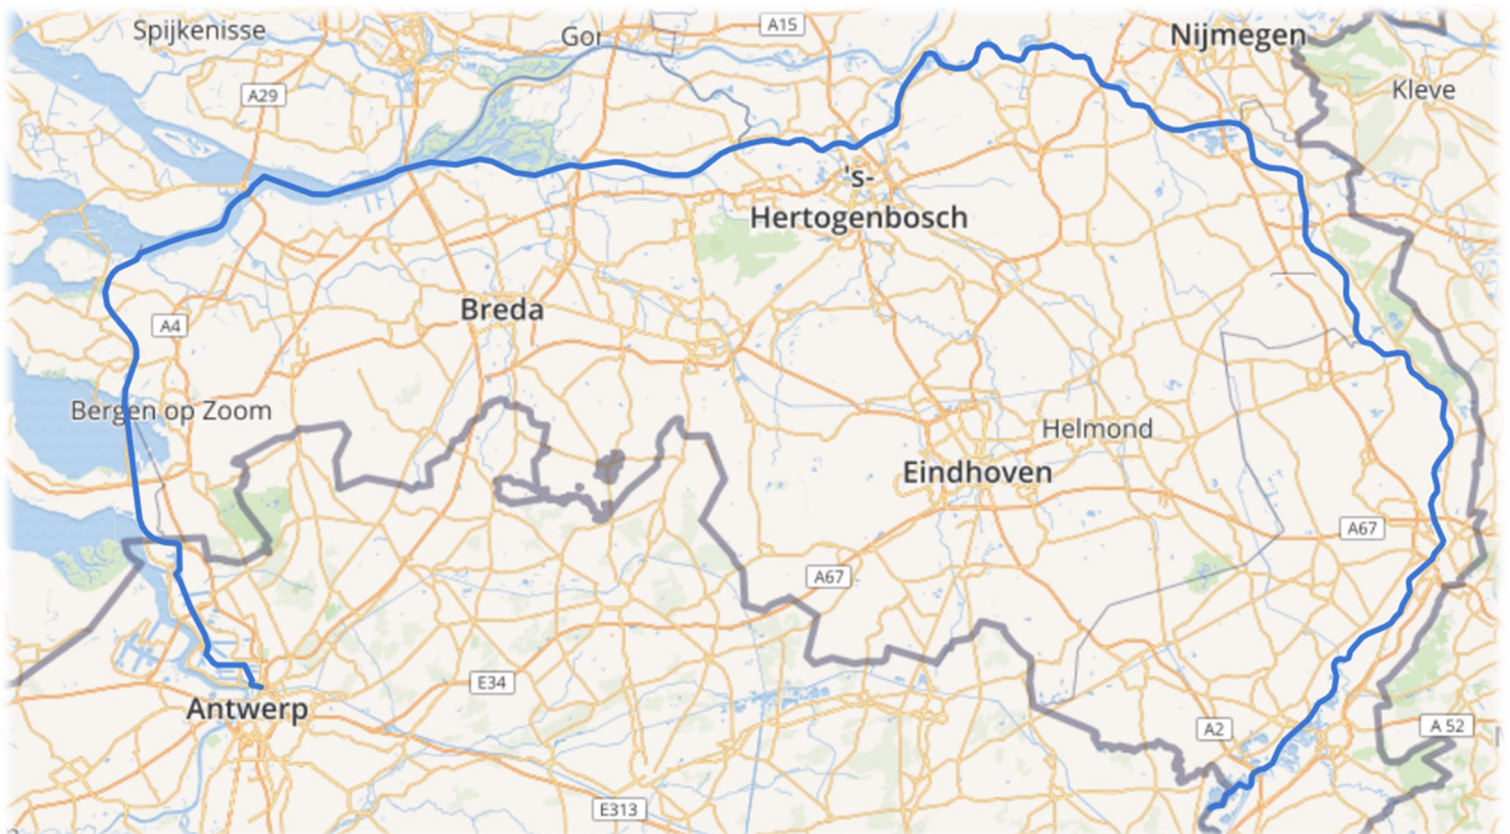 Spijkenisse
Gor
A15
Nijmegen
A29
Kleve
's-
Hertogenbosch
Breda
A4
Bergen op Zoom
Helmond
Eindhoven
A67
A67
E34
Antwerp
A2
A 52
E313